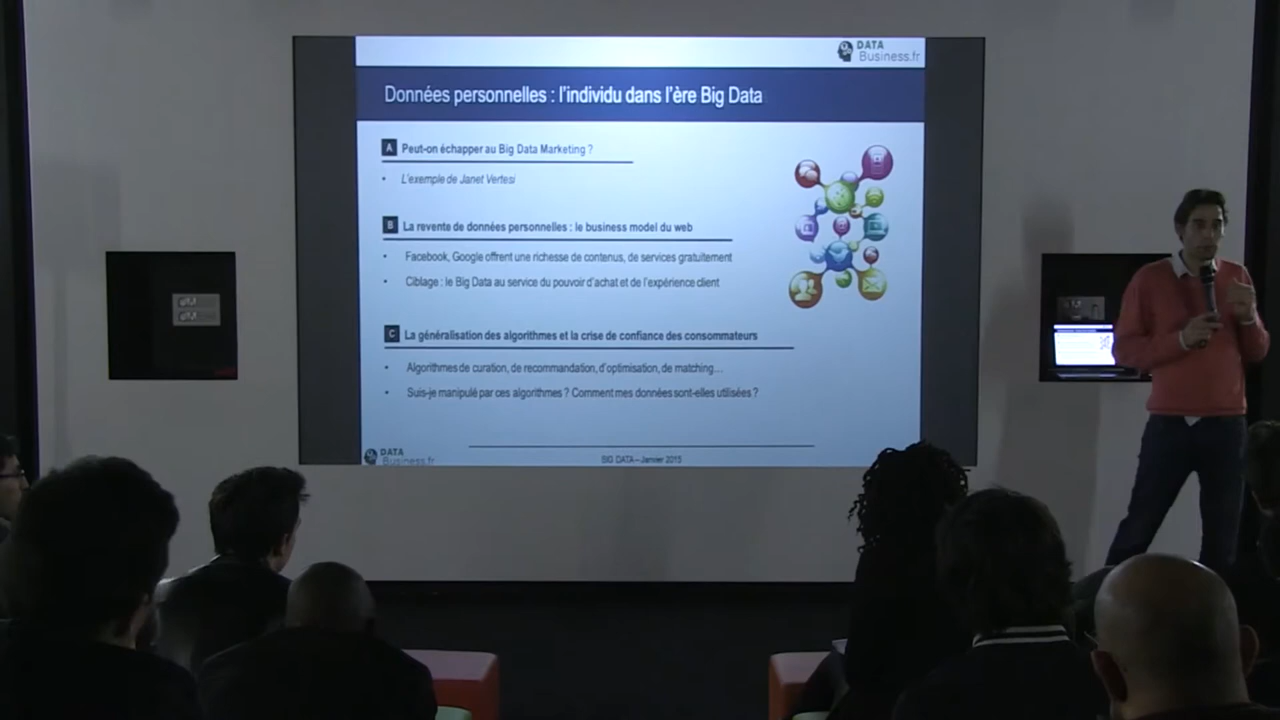 DATA
Business.fr
Données personnelles : l'individu dans l'ère Big Data
A Peut-on échapper au Big Data Marketing ?
• L'exemple de Janet Vertesi
B La revente de données personnelles : le business model du web
• Facebook, Google offrent une richesse de contenus, de services gratuitement
• Ciblage : le Big Data au service du pouvoir d'achat et de l'expérience client
C La généralisation des algorithmes et la crise de confiance des consommateurs
• Algorithmes de curation, de recommandation, d'optimisation, de matching…
• Suis-je manipulé par ces algorithmes ? Comment mes données sont-elles utilisées ?
DATA
Business.fr
BIG DATA – Janvier 2015